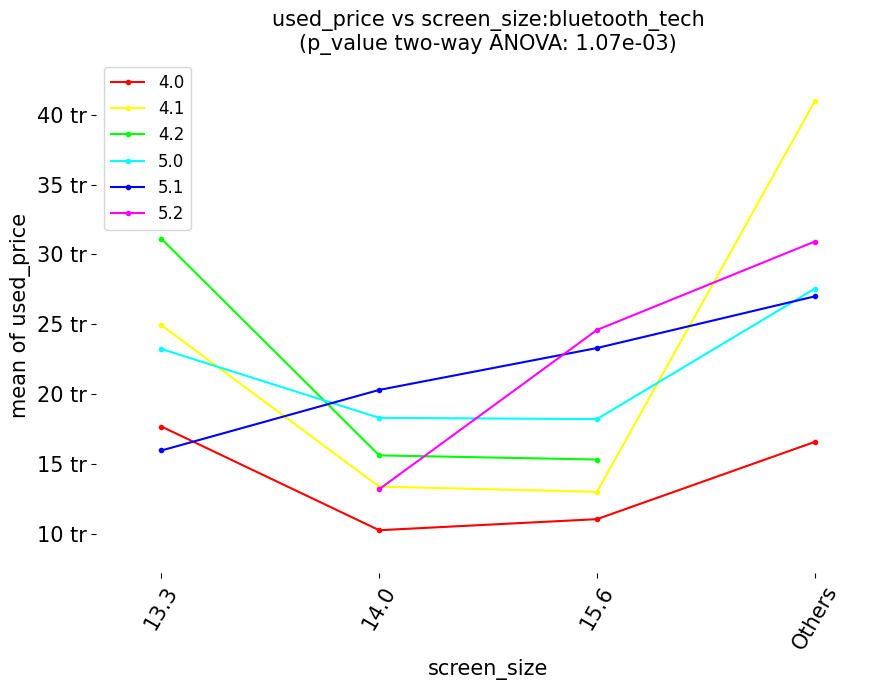 used_price vs screen_size:bluetooth_tech
(p_value two-way ANOVA: 1.07e-03)
4.0
4.1
4.2
5.0
5.1
5.2
40 tr
35 tr
30 tr
25 tr
20 tr
15 tr
10 tr
mean of used_price
13.3
14.0
15.6
Others
screen_size